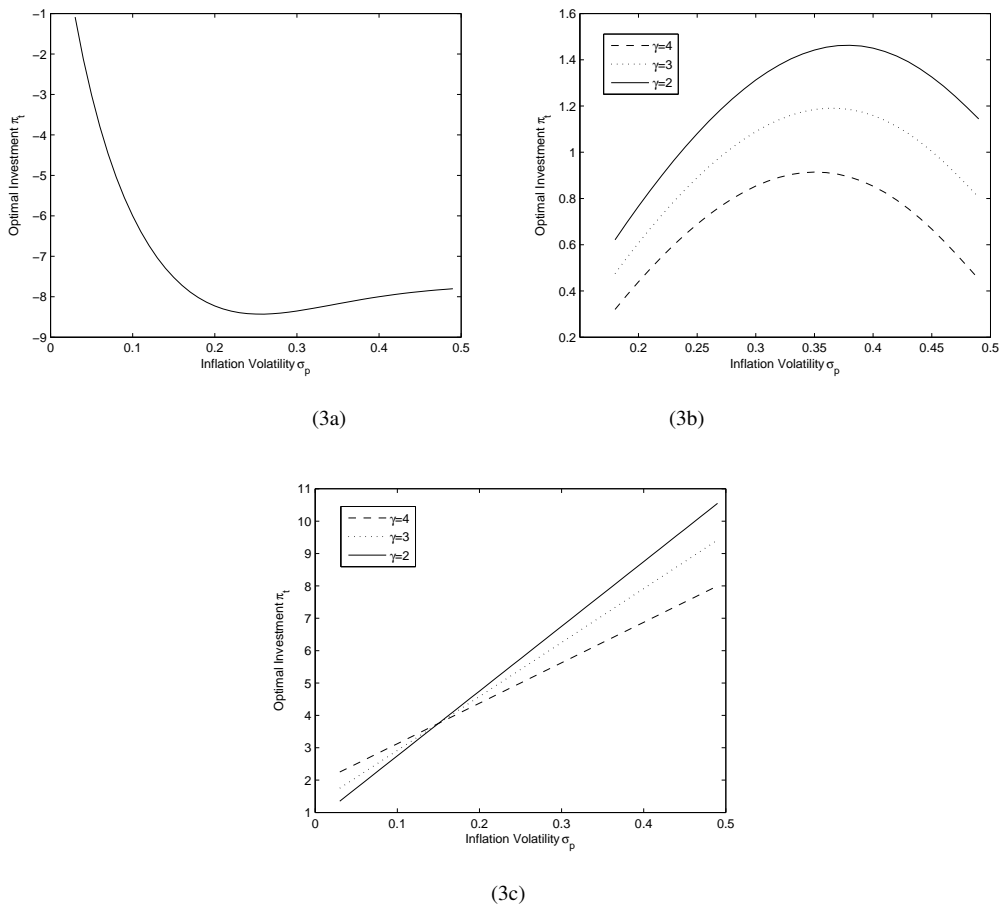 −1
−2
−3
−4
−5
−6
−7
−8
−9
Optimal Investment π_t
0 0.1 0.2 0.3 0.4 0.5
Inflation Volatility σ_p
(3a)
1.6
1.4
1.2
1
0.8
0.6
0.4
0.2
Optimal Investment π_t
γ=4
γ=3
γ=2
0.2 0.25 0.3 0.35 0.4 0.45 0.5
Inflation Volatility σ_p
(3b)
11
10
9
8
7
6
5
4
3
2
1
Optimal Investment π_t
γ=4
γ=3
γ=2
0 0.1 0.2 0.3 0.4 0.5
Inflation Volatility σ_p
(3c)